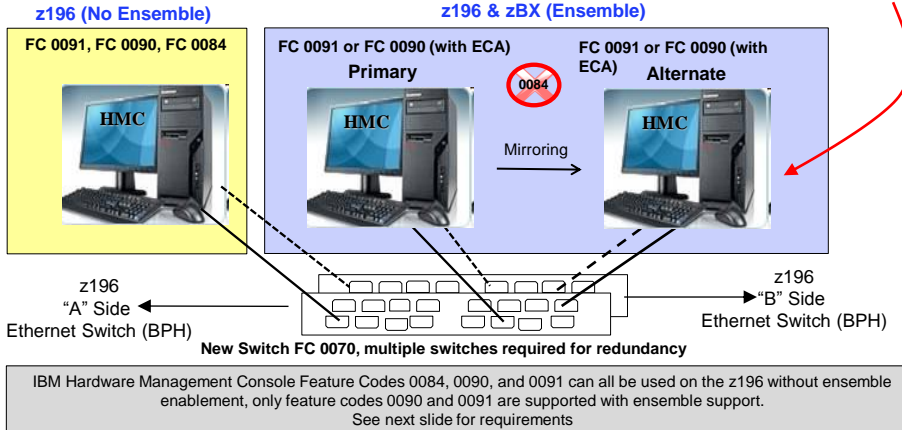 z196 (No Ensemble)
z196 & zBX (Ensemble)
FC 0091, FC 0090, FC 0084
FC 0091 or FC 0090 (with ECA)
Primary
0084
FC 0091 or FC 0090 (with
ECA)
Alternate
HMC
HMC
HMC
Mirroring
z196
"A" Side
Ethernet Switch (BPH)
z196
"B" Side
Ethernet Switch (BPH)
New Switch FC 0070, multiple switches required for redundancy
IBM Hardware Management Console Feature Codes 0084, 0090, and 0091 can all be used on the z196 without ensemble
enablement, only feature codes 0090 and 0091 are supported with ensemble support.
See next slide for requirements